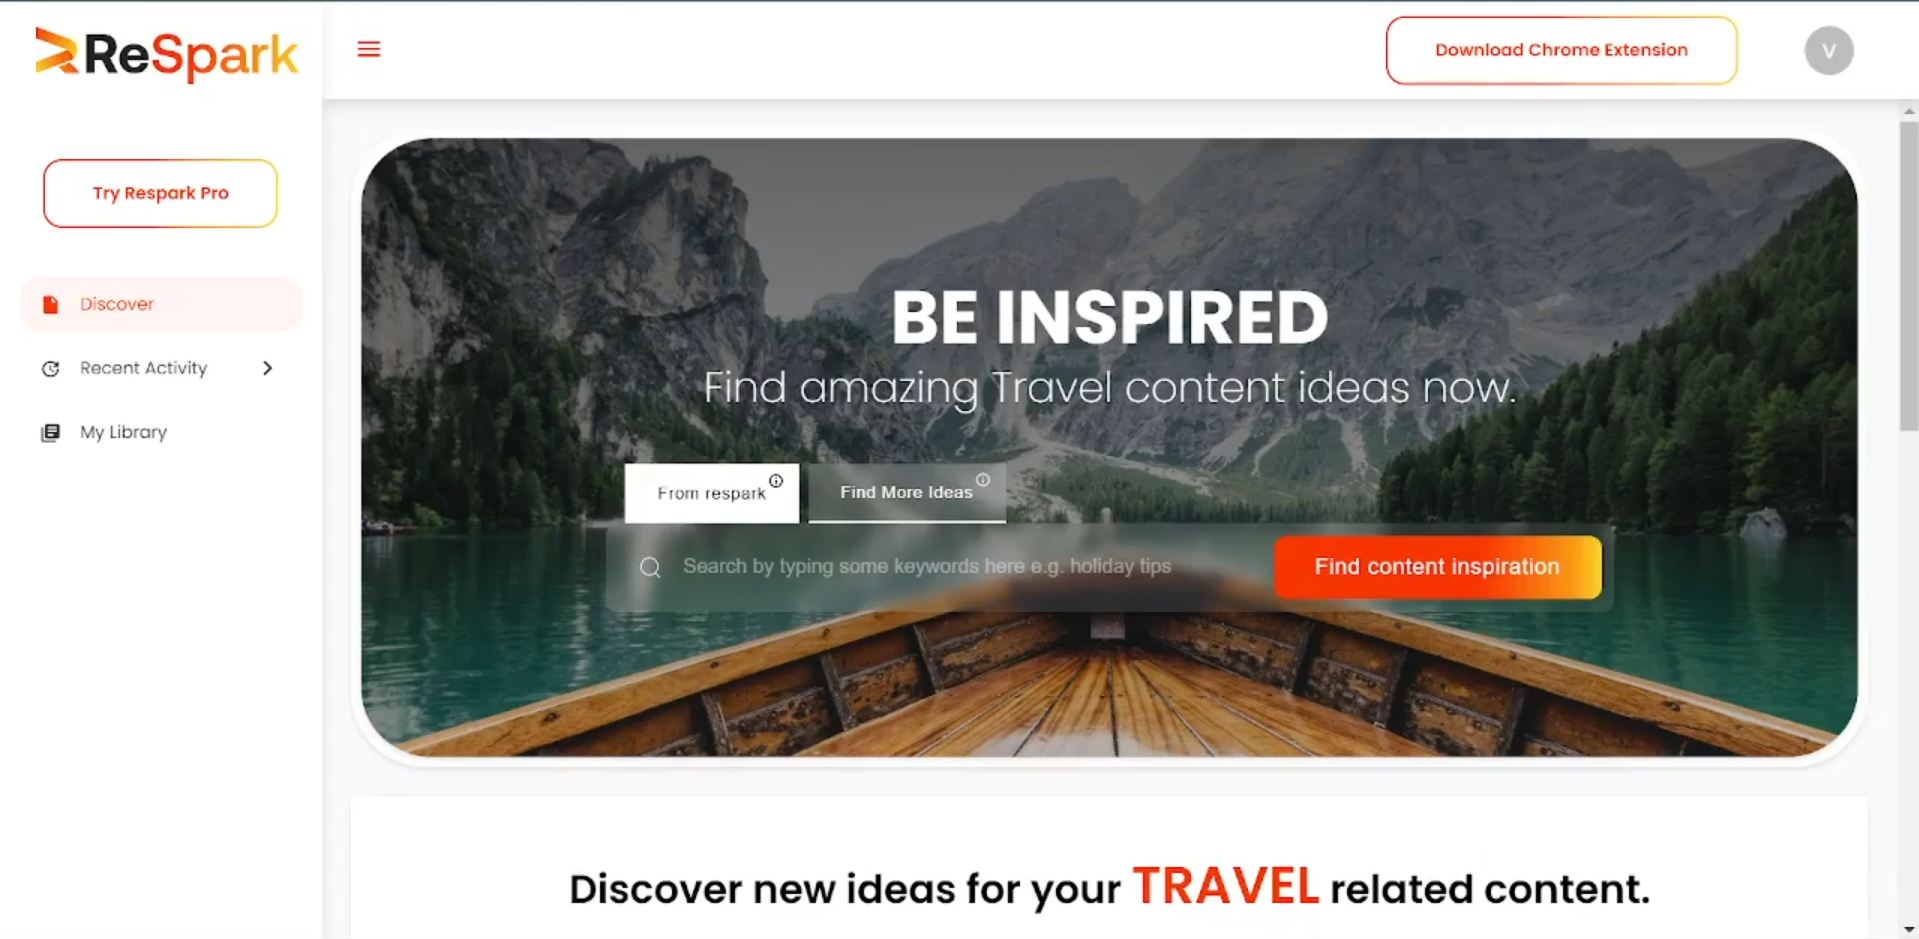 ReSpark
Download Chrome Extension
V
Try Respark Pro
Discover
Recent Activity
My Library
BE INSPIRED
Find amazing Travel content ideas now.
From respark
Find More Ideas
Search by typing some keywords here e.g. holiday tips
Find content inspiration
Discover new ideas for your TRAVEL related content.